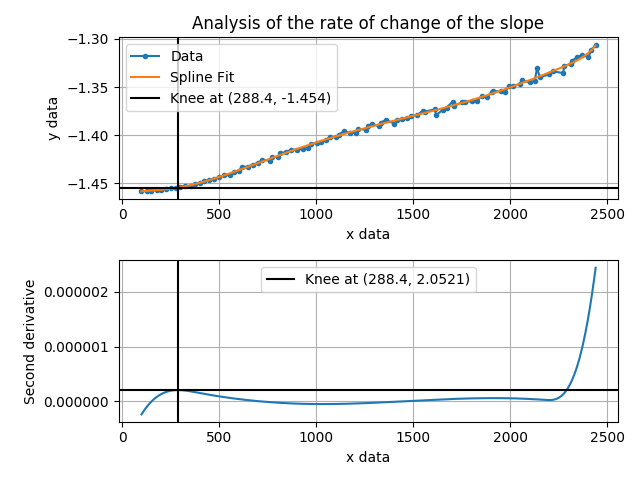 Analysis of the rate of change of the slope
−1.30
−1.35
−1.40
−1.45
y data
Data
Spline Fit
Knee at (288.4, -1.454)
0 500 1000 1500 2000 2500
x data
0.000002
0.000001
0.000000
Second derivative
Knee at (288.4, 2.0521)
0 500 1000 1500 2000 2500
x data